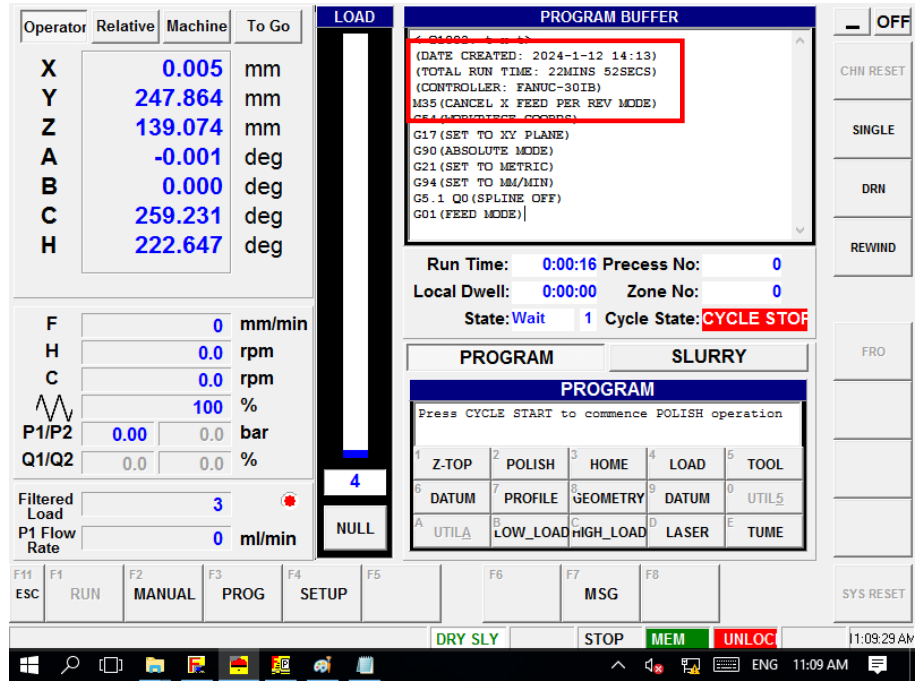 Operator Relative Machine To Go
X 0.005 mm
Y 247.864 mm
Z 139.074 mm
A -0.001 deg
B 0.000 deg
C 259.231 deg
H 222.647 deg
F 0 mm/min
H 0.0 rpm
C 0.0 rpm
100 %
P1/P2 0.00 0.0 bar
Q1/Q2 0.0 0.0 %
Filtered Load 3
P1 Flow Rate 0 ml/min
LOAD
4
NULL
PROGRAM BUFFER
(DATE CREATED: 2024-1-12 14:13)
(TOTAL RUN TIME: 22MINS 52SECS)
(CONTROLLER: FANUC-30IB)
M35(CANCEL X FEED PER REV MODE)
G54(WORKPIECE COORDS)
G17(SET TO XY PLANE)
G90(ABSOLUTE MODE)
G21(SET TO METRIC)
G94(SET TO MM/MIN)
G5.1 Q0(SPLINE OFF)
G01(FEED MODE)
Run Time: 0:00:16 Precess No: 0
Local Dwell: 0:00:00 Zone No: 0
State: Wait 1 Cycle State: CYCLE STOP
PROGRAM SLURRY
PROGRAM
Press CYCLE START to commence POLISH operation
1 Z-TOP 2 POLISH 3 HOME 4 LOAD 5 TOOL
6 DATUM 7 PROFILE 8 GEOMETRY 9 DATUM 0 UTIL5
A UTILA B LOW_LOAD C HIGH_LOAD D LASER E TUME
OFF
CHN RESET
SINGLE
DRN
REWIND
FRO
SYS RESET
F11 F1 F2 F3 F4 F5 F6 F7 F8
ESC RUN MANUAL PROG SETUP MSG
DRY SLY STOP MEM UNLOC 11:09:29 AM
ENG 11:09 AM